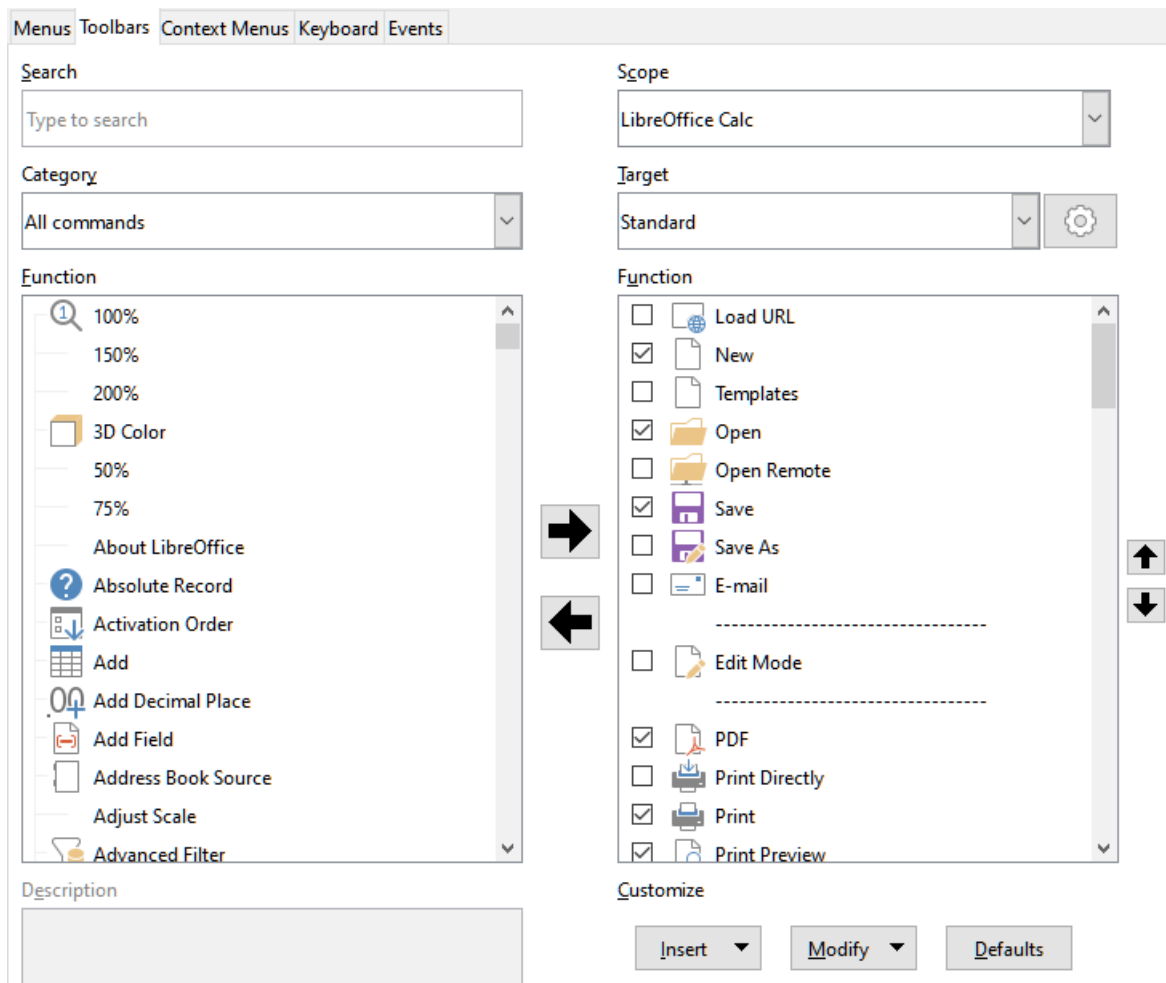 Menus Toolbars Context Menus Keyboard Events
Search
Type to search
Category
All commands
Function
1 100%
150%
200%
3D Color
50%
75%
About LibreOffice
? Absolute Record
Activation Order
Add
.00 Add Decimal Place
Add Field
Address Book Source
Adjust Scale
Advanced Filter
Description
Scope
LibreOffice Calc
Target
Standard
Function
Load URL
New
Templates
Open
Open Remote
Save
Save As
E-mail
----------------------------------
Edit Mode
----------------------------------
PDF
Print Directly
Print
Print Preview
Customize
Insert Modify Defaults